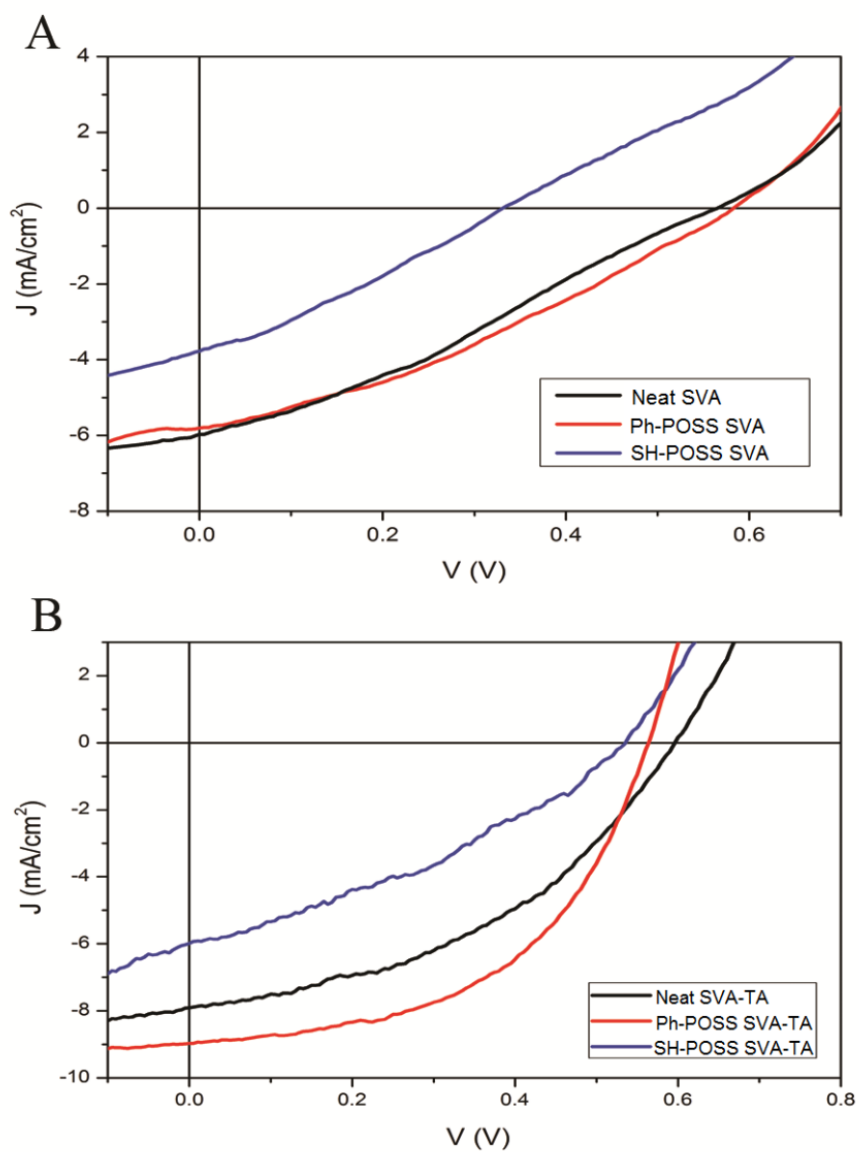 A
4
2
0
-2
-4
-6
-8
J (mA/cm²)
Neat SVA
Ph-POSS SVA
SH-POSS SVA
0.0 0.2 0.4 0.6
V (V)
B
2
0
-2
-4
-6
-8
-10
J (mA/cm²)
Neat SVA-TA
Ph-POSS SVA-TA
SH-POSS SVA-TA
0.0 0.2 0.4 0.6 0.8
V (V)